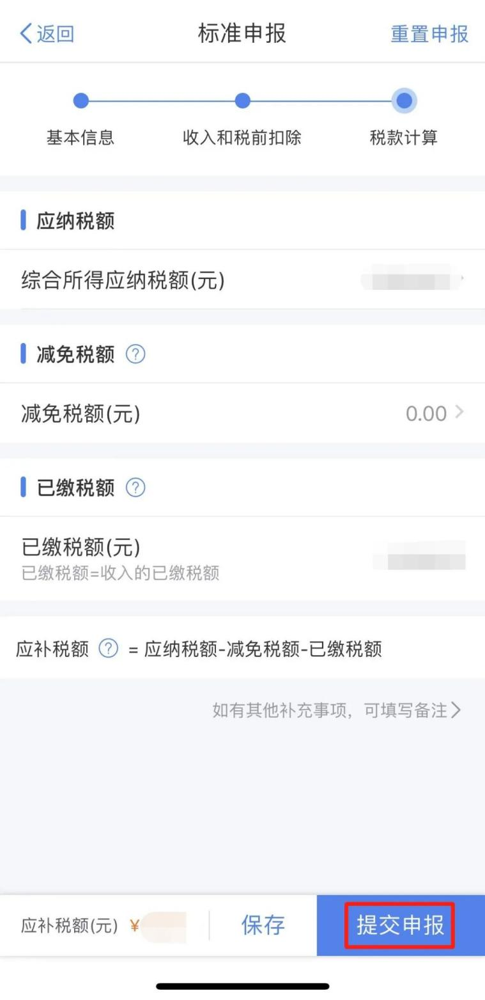 返回 标准申报 重置申报
基本信息 收入和税前扣除 税款计算
应纳税额
综合所得应纳税额(元)
减免税额 ?
减免税额(元) 0.00
已缴税额 ?
已缴税额(元)
已缴税额=收入的已缴税额
应补税额 ? = 应纳税额-减免税额-已缴税额
如有其他补充事项，可填写备注
应补税额(元) ¥ 保存 提交申报